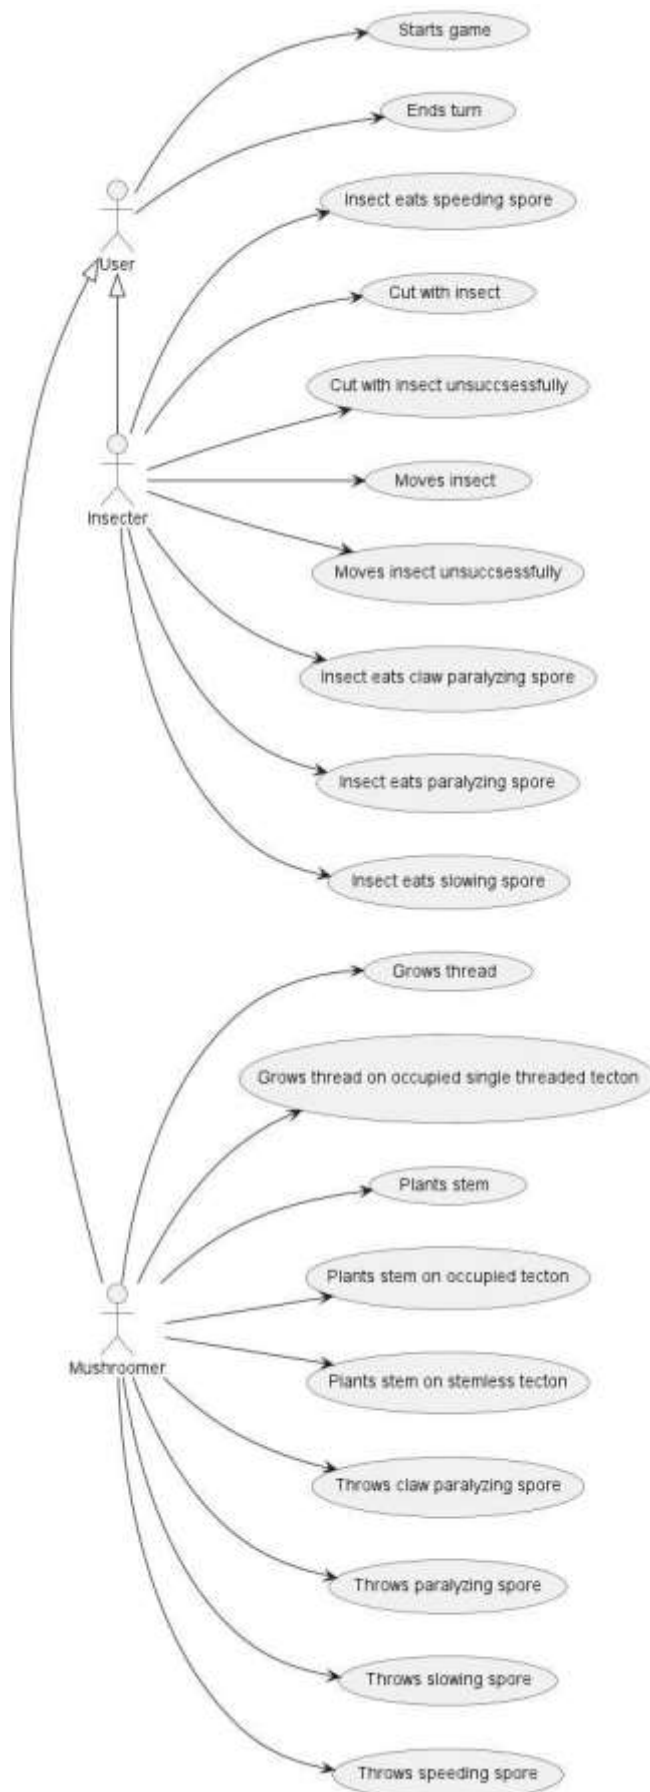 Starts game
Ends turn
User
Insect eats speeding spore
Cut with insect
Cut with insect unsuccsessfully
Insecter
Moves insect
Moves insect unsuccsessfully
Insect eats claw paralyzing spore
Insect eats paralyzing spore
Insect eats slowing spore
Grows thread
Grows thread on occupied single threaded tecton
Plants stem
Plants stem on occupied tecton
Mushroomer
Plants stem on stemless tecton
Throws claw paralyzing spore
Throws paralyzing spore
Throws slowing spore
Throws speeding spore